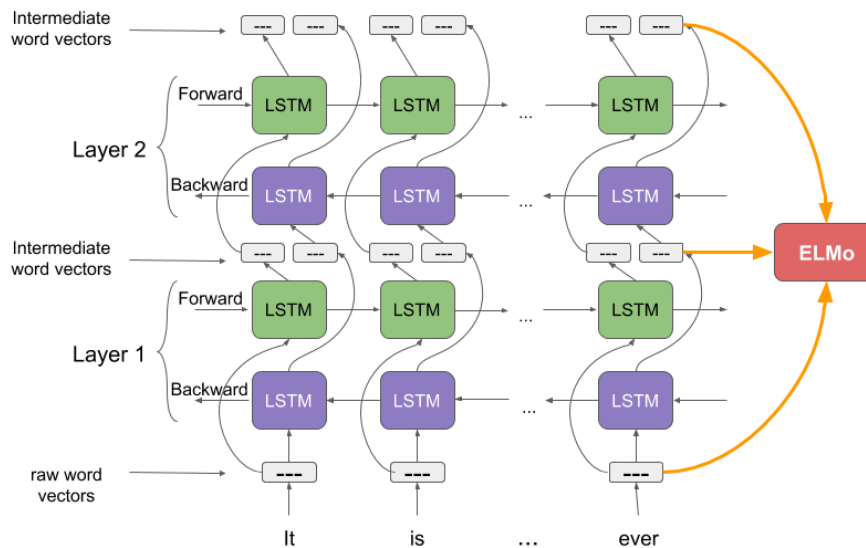 Intermediate
word vectors
--- --- --- --- --- ---
Forward
LSTM LSTM LSTM
...
Layer 2
Backward
LSTM LSTM LSTM
...
Intermediate
word vectors
--- --- --- --- --- ---
ELMo
Forward
LSTM LSTM LSTM
...
Layer 1
Backward
LSTM LSTM LSTM
...
raw word
vectors
--- --- ---
It is ... ever